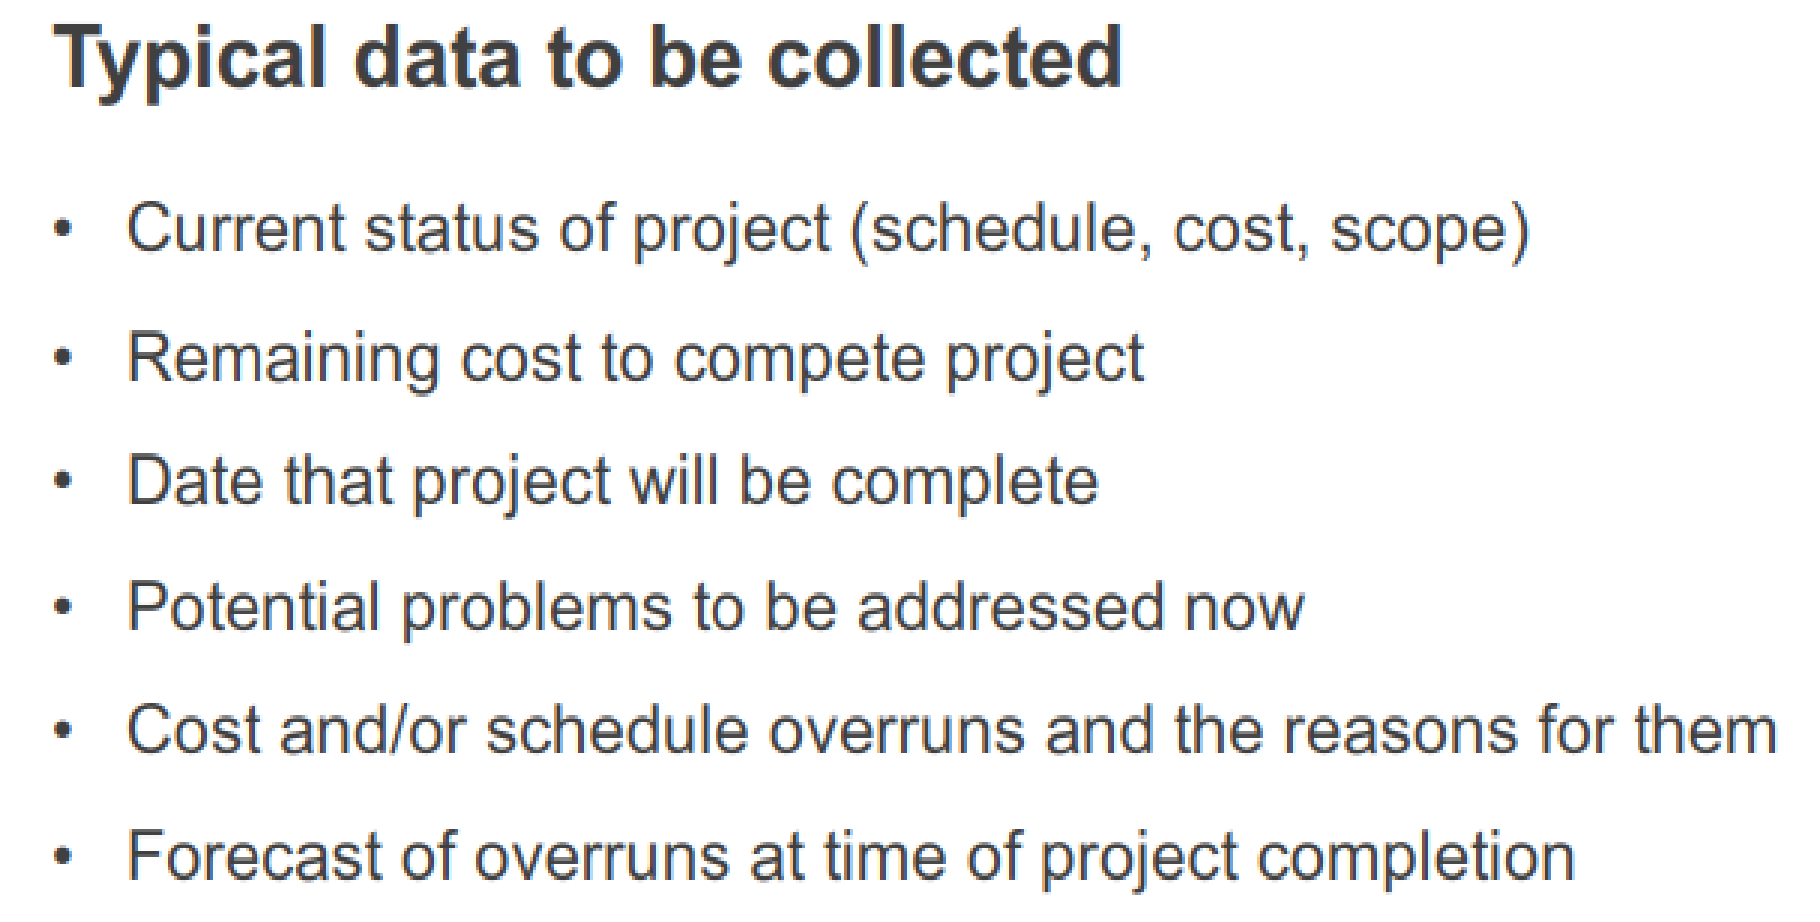 Typical data to be collected
• Current status of project (schedule, cost, scope)
• Remaining cost to compete project
• Date that project will be complete
• Potential problems to be addressed now
• Cost and/or schedule overruns and the reasons for them
• Forecast of overruns at time of project completion